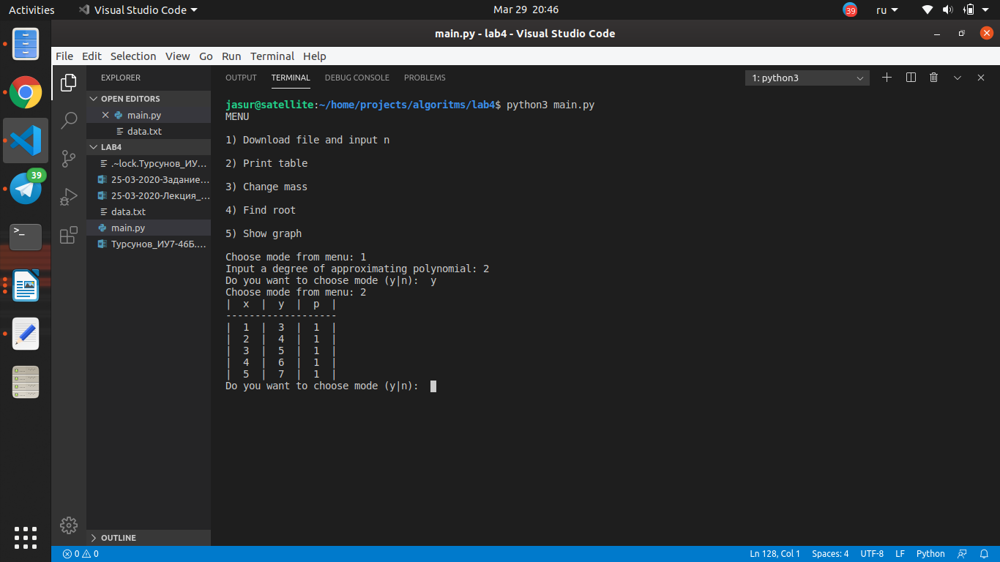 Activities Visual Studio Code Mar 29 20:46 39 ru
main.py - lab4 - Visual Studio Code
File Edit Selection View Go Run Terminal Help
EXPLORER
OPEN EDITORS
main.py
data.txt
LAB4
.~lock.Турсунов_ИУ...
25-03-2020-Задание...
25-03-2020-Лекция_...
data.txt
main.py
Турсунов_ИУ7-46Б....
OUTLINE
39
>_
OUTPUT TERMINAL DEBUG CONSOLE PROBLEMS 1: python3
jasur@satellite:~/home/projects/algoritms/lab4$ python3 main.py
MENU
1) Download file and input n
2) Print table
3) Change mass
4) Find root
5) Show graph
Choose mode from menu: 1
Input a degree of approximating polynomial: 2
Do you want to choose mode (y|n): y
Choose mode from menu: 2
| x | y | p |
-------------------
| 1 | 3 | 1 |
| 2 | 4 | 1 |
| 3 | 5 | 1 |
| 4 | 6 | 1 |
| 5 | 7 | 1 |
Do you want to choose mode (y|n):
0 0 Ln 128, Col 1 Spaces: 4 UTF-8 LF Python